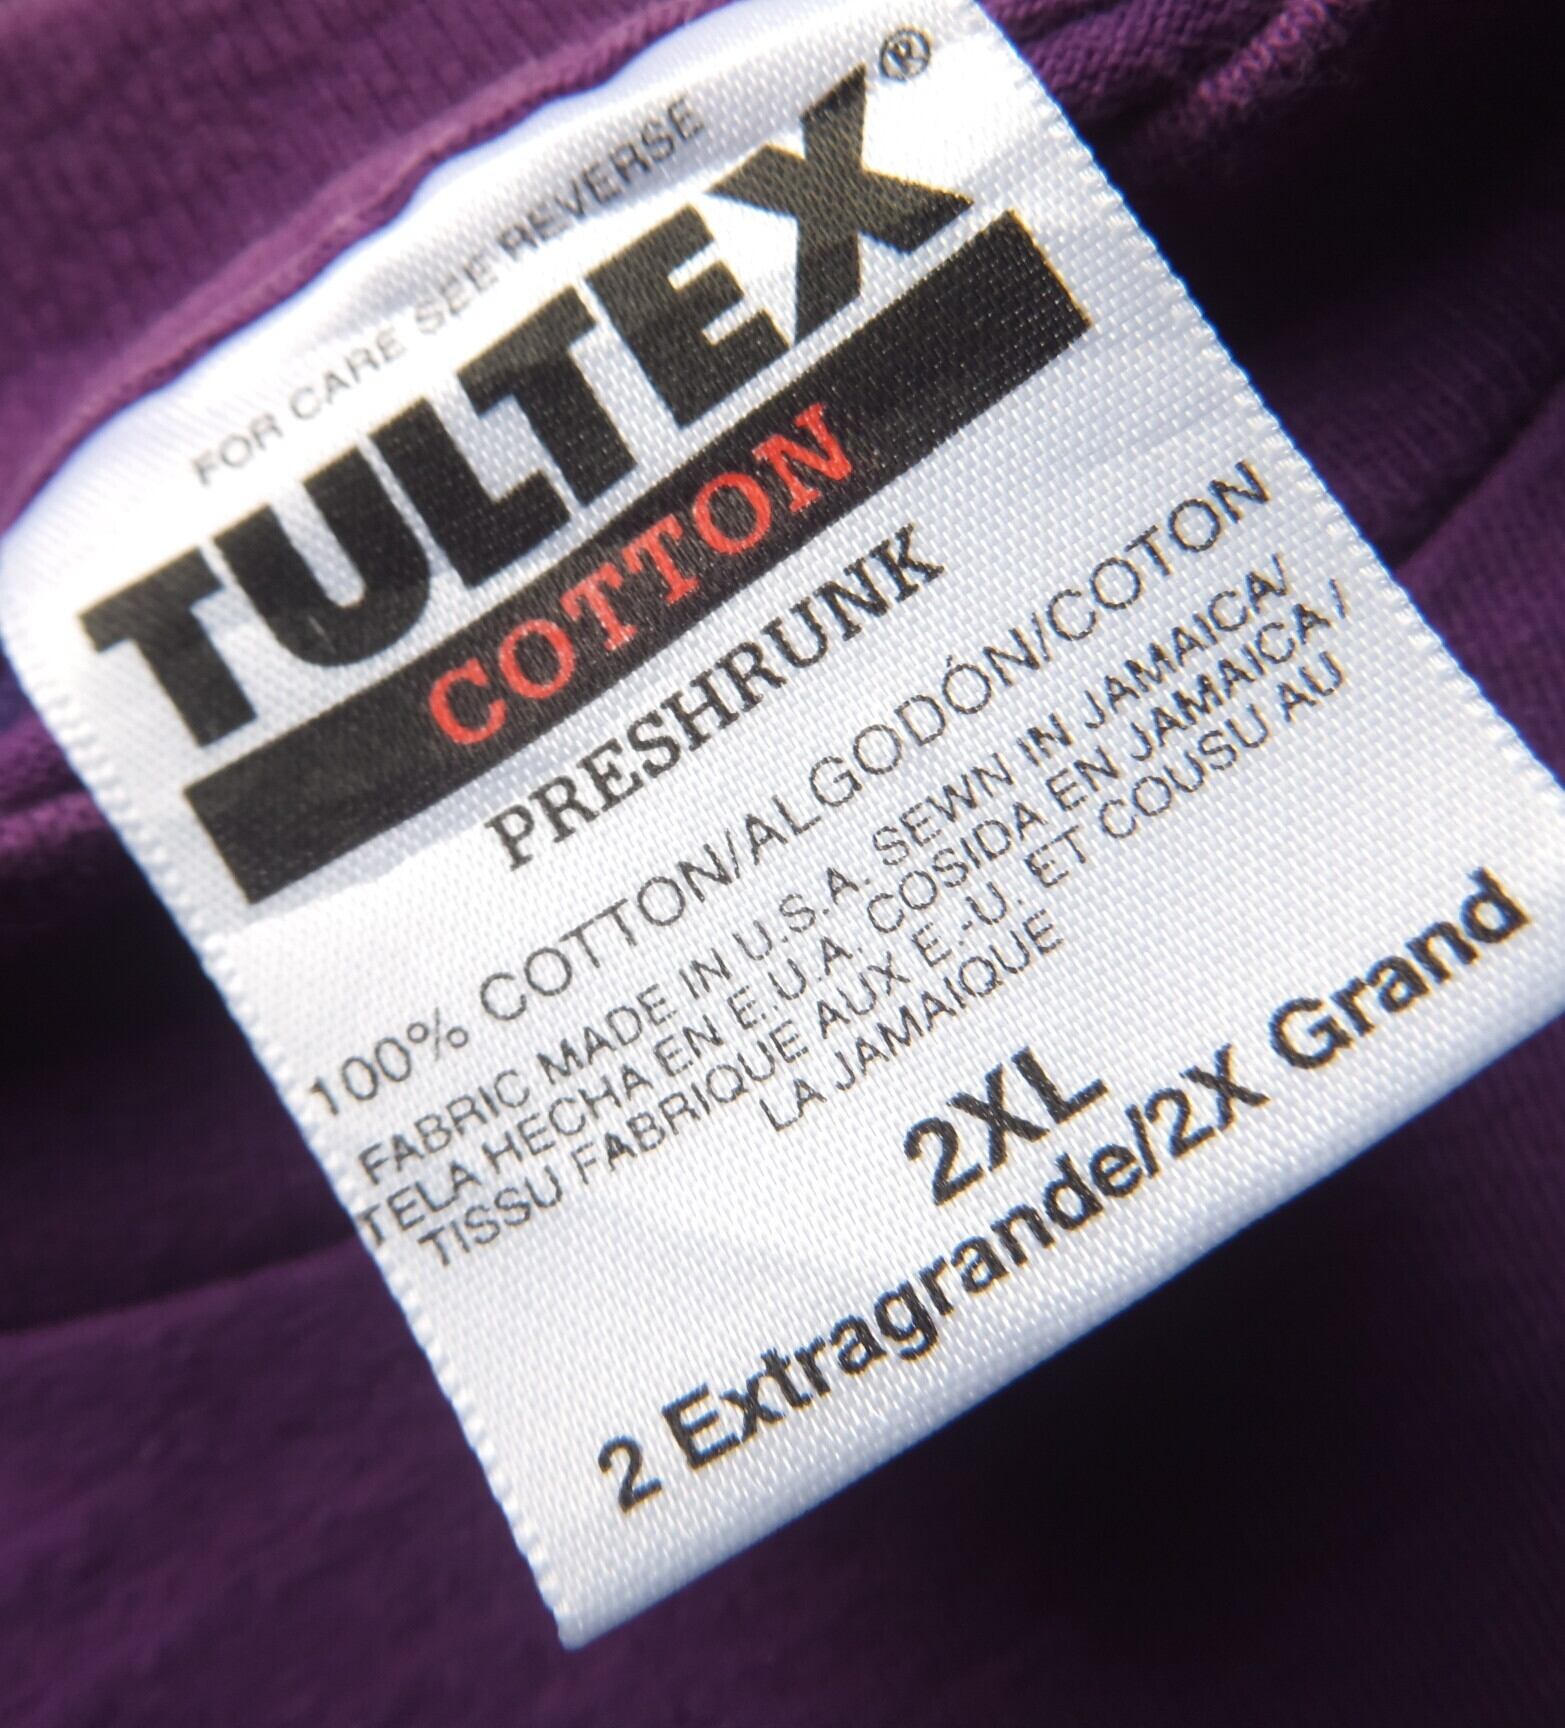 FOR CARE SEE REVERSE
TULTEX®
COTTON
PRESHRUNK
100% COTTON/ALGODÓN/COTON
FABRIC MADE IN U.S.A. SEWN IN JAMAICA/
TELA HECHA EN E.U.A. COSIDA EN JAMAICA /
TISSU FABRIQUE AUX E.-U. ET COUSU AU
LA JAMAIQUE
2XL
2 Extragrande/2X Grand